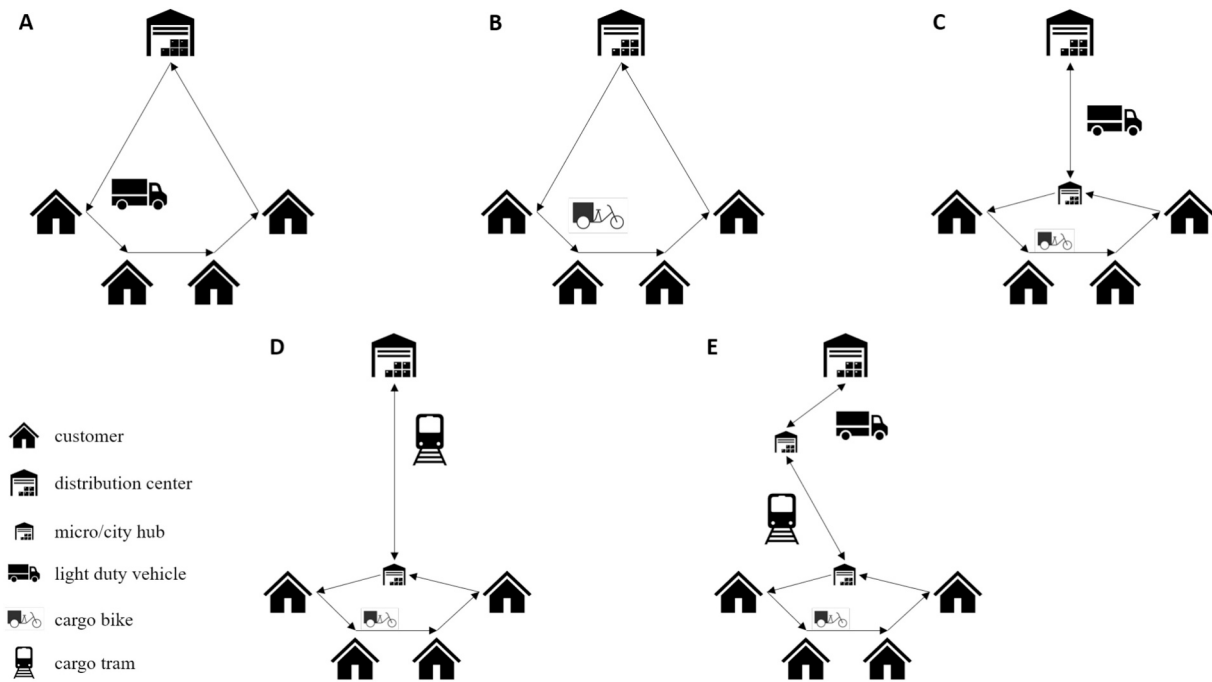 A
B
C
D
E
customer
distribution center
micro/city hub
light duty vehicle
cargo bike
cargo tram